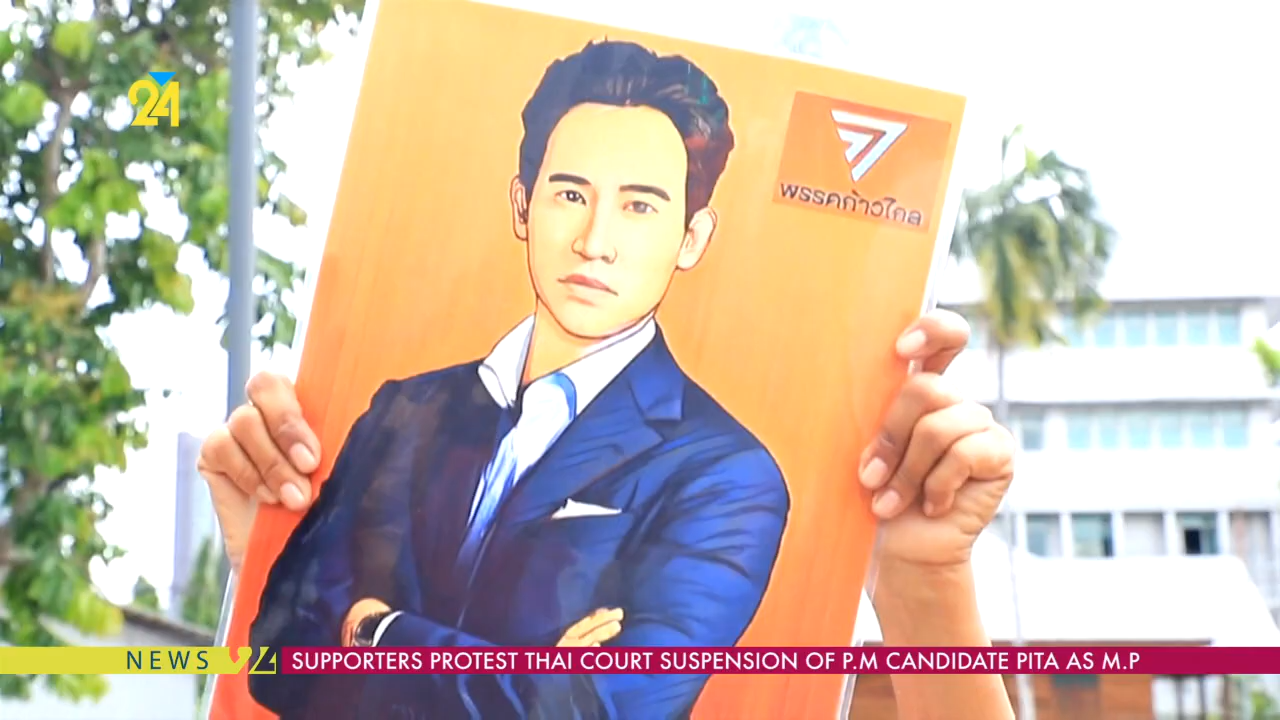 24
พรรคก้าวไกล
NEWS 24 SUPPORTERS PROTEST THAI COURT SUSPENSION OF P.M CANDIDATE PITA AS M.P